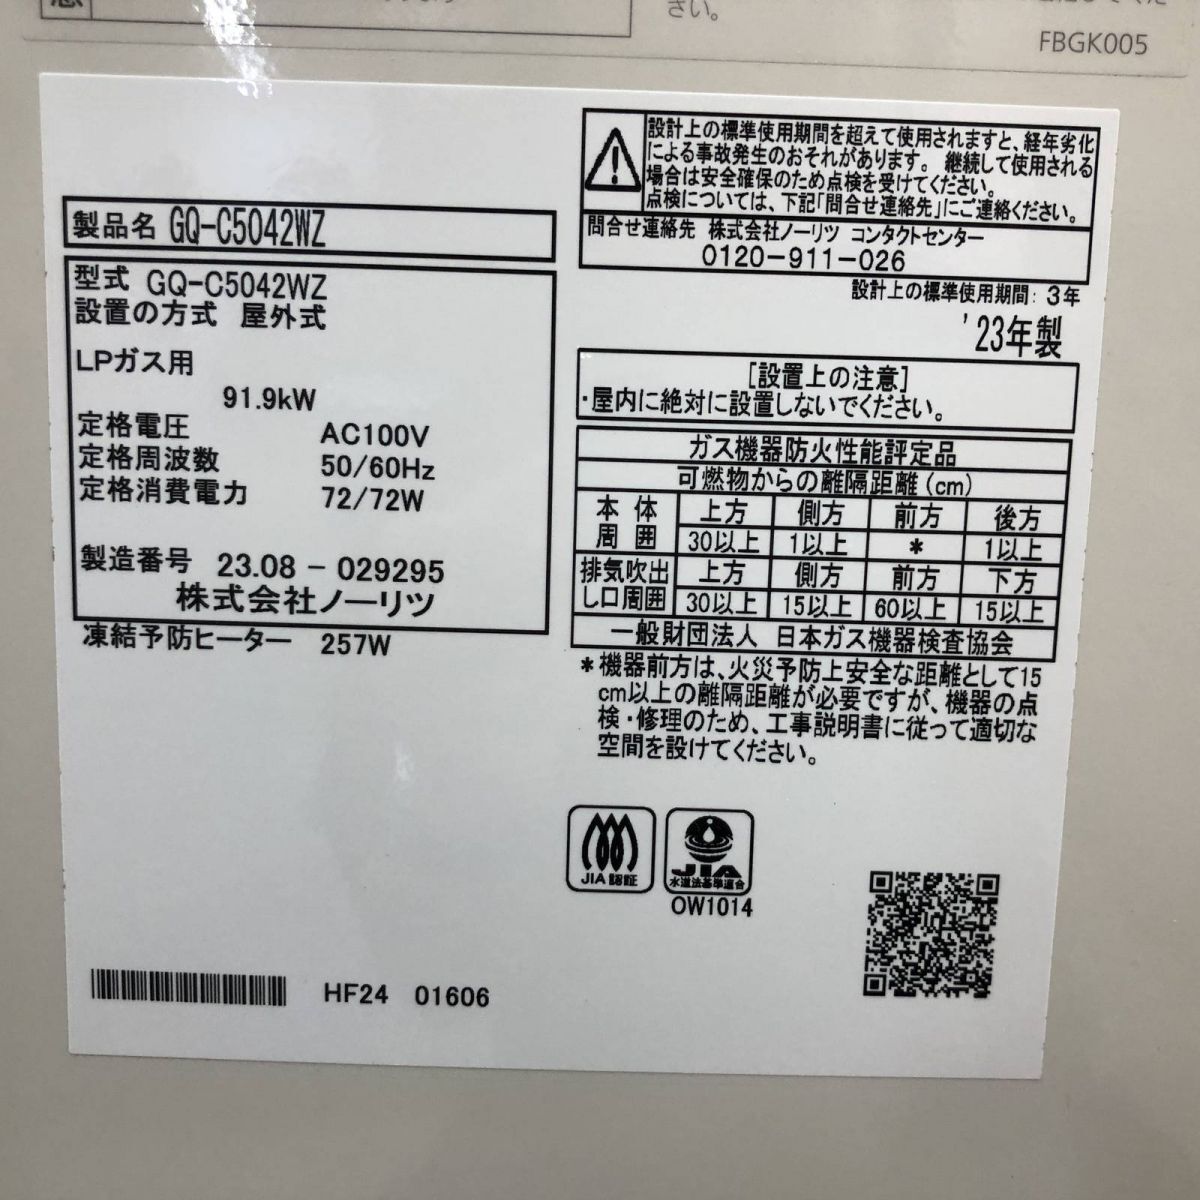 さい。
FBGK005
設計上の標準使用期間を超えて使用されますと、経年劣化
による事故発生のおそれがあります。 継続して使用される
場合は安全確保のため点検を受けてください。
点検については、下記「問合せ連絡先」にご連絡ください。
問合せ連絡先 株式会社ノーリツ コンタクトセンター
0120-911-026
設計上の標準使用期間: 3年
'23年製
製品名 GQ-C5042WZ
型式 GQ-C5042WZ
設置の方式 屋外式
LPガス用
91.9kW
定格電圧 AC100V
定格周波数 50/60Hz
定格消費電力 72/72W
製造番号 23.08 - 029295
株式会社ノーリツ
凍結予防ヒーター 257W
[設置上の注意]
・屋内に絶対に設置しないでください。
ガス機器防火性能評定品
可燃物からの離隔距離(cm)
本体周囲 上方 側方 前方 後方
30以上 1以上 * 1以上
排気吹出し口周囲 上方 側方 前方 下方
30以上 15以上 60以上 15以上
一般財団法人 日本ガス機器検査協会
*機器前方は、火災予防上安全な距離として15
cm以上の離隔距離が必要ですが、機器の点
検・修理のため、工事説明書に従って適切な
空間を設けてください。
JIA 認証
JIA
水道法基準適合
OW1014
HF24 01606